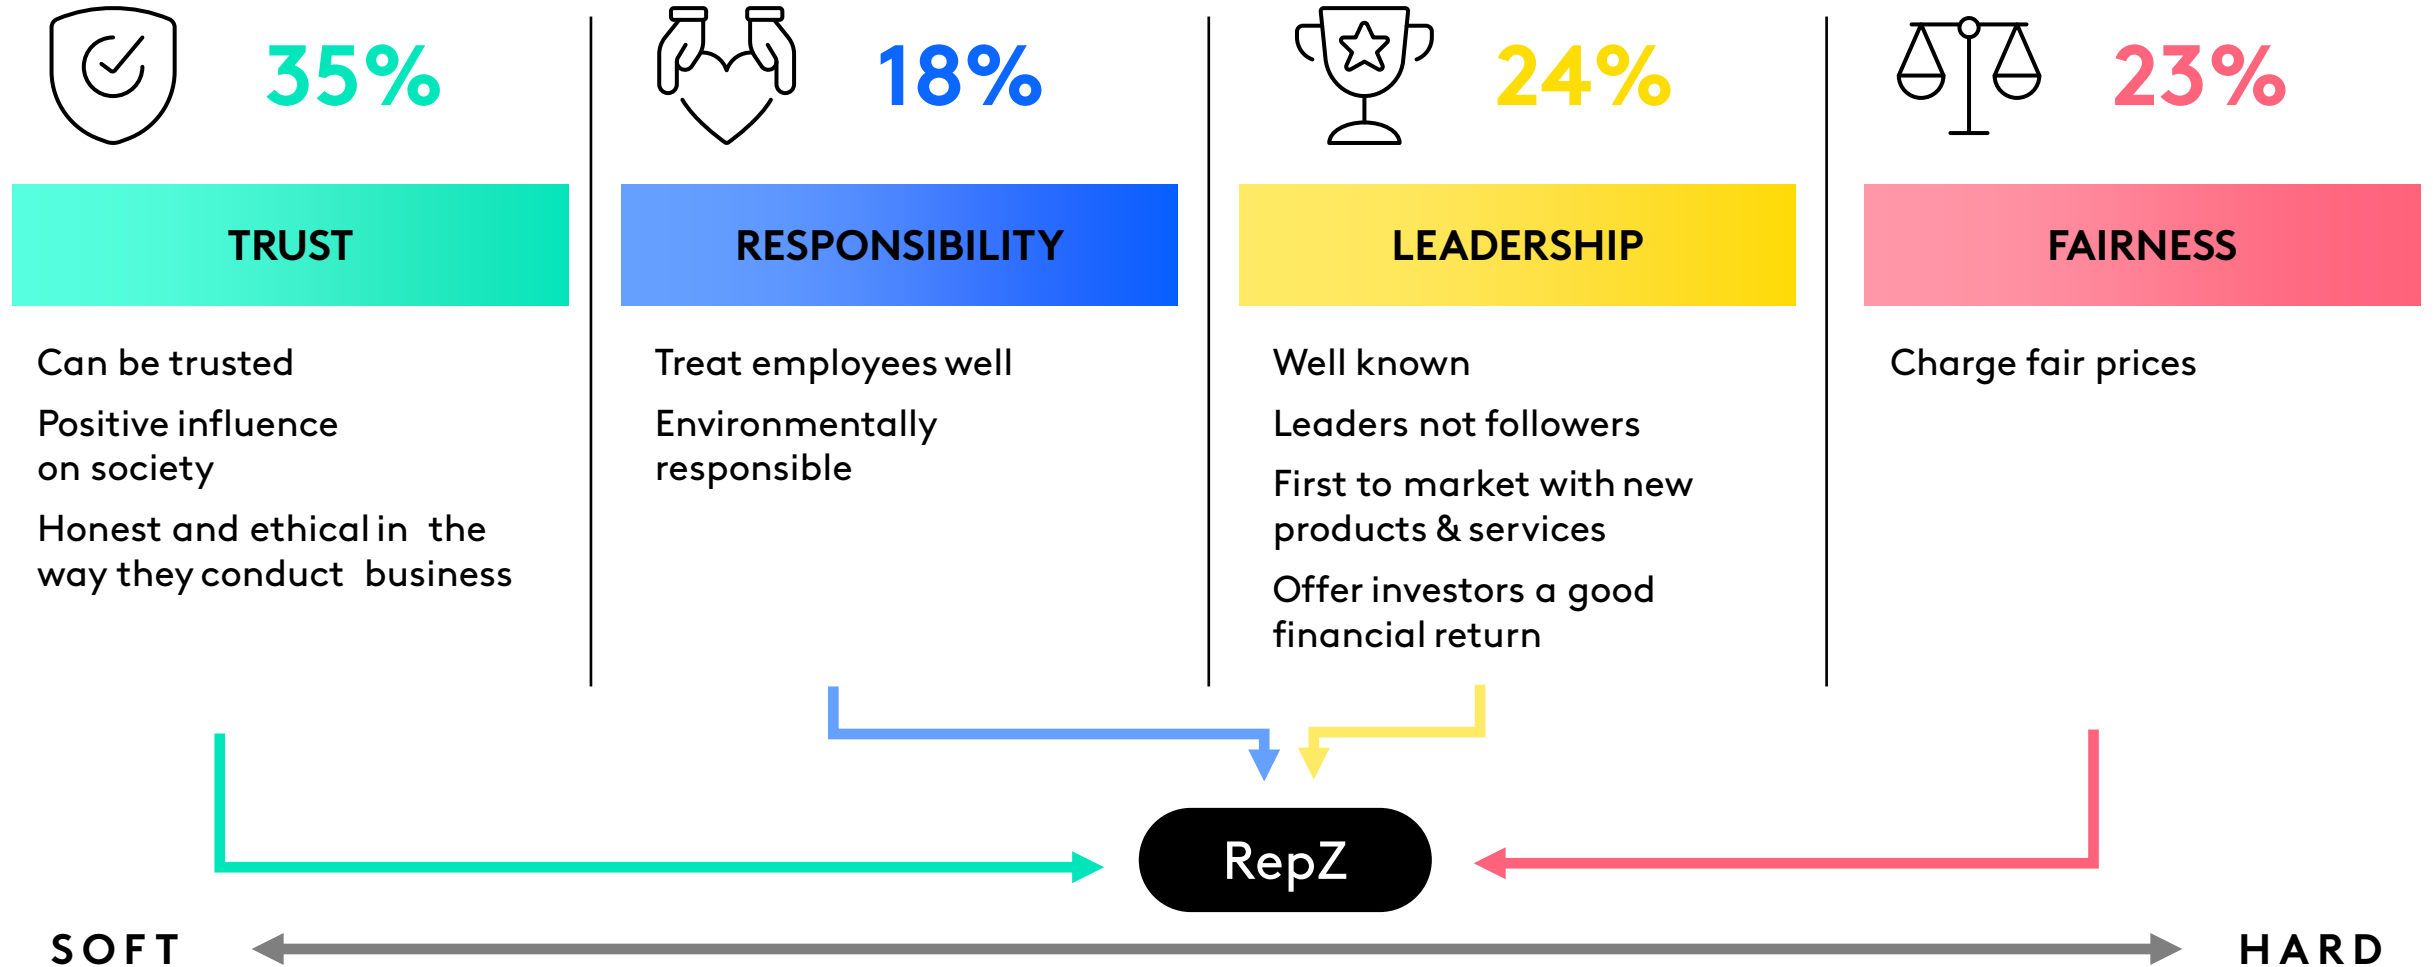 35%
TRUST
Can be trusted
Positive influence
on society
Honest and ethical in the
way they conduct business
18%
RESPONSIBILITY
Treat employees well
Environmentally
responsible
24%
LEADERSHIP
Well known
Leaders not followers
First to market with new
products & services
Offer investors a good
financial return
23%
FAIRNESS
Charge fair prices
RepZ
SOFT
HARD